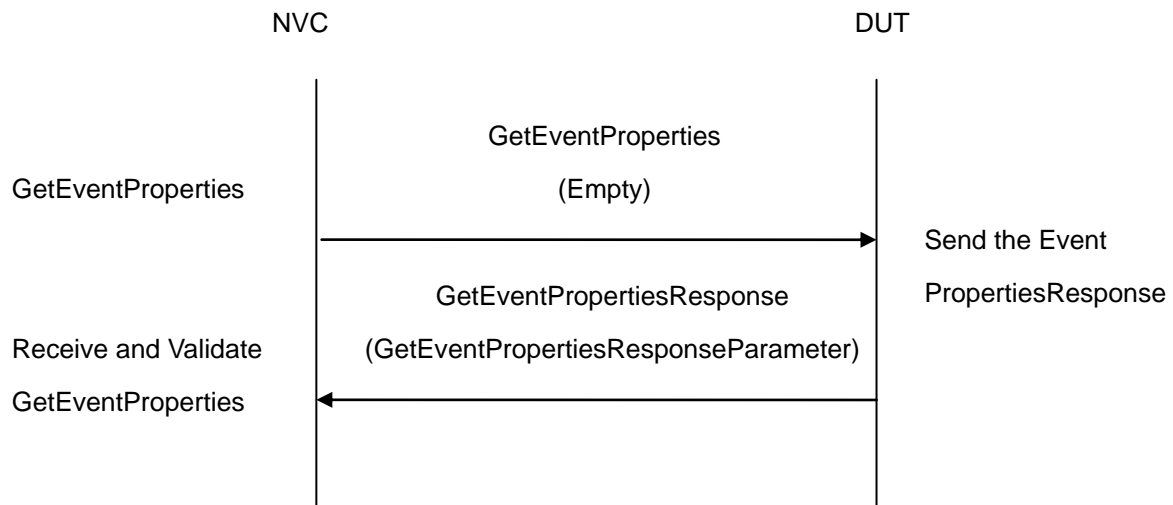 NVC
DUT
GetEventProperties
GetEventProperties
(Empty)
Send the Event
PropertiesResponse
GetEventPropertiesResponse
Receive and Validate
(GetEventPropertiesResponseParameter)
GetEventProperties